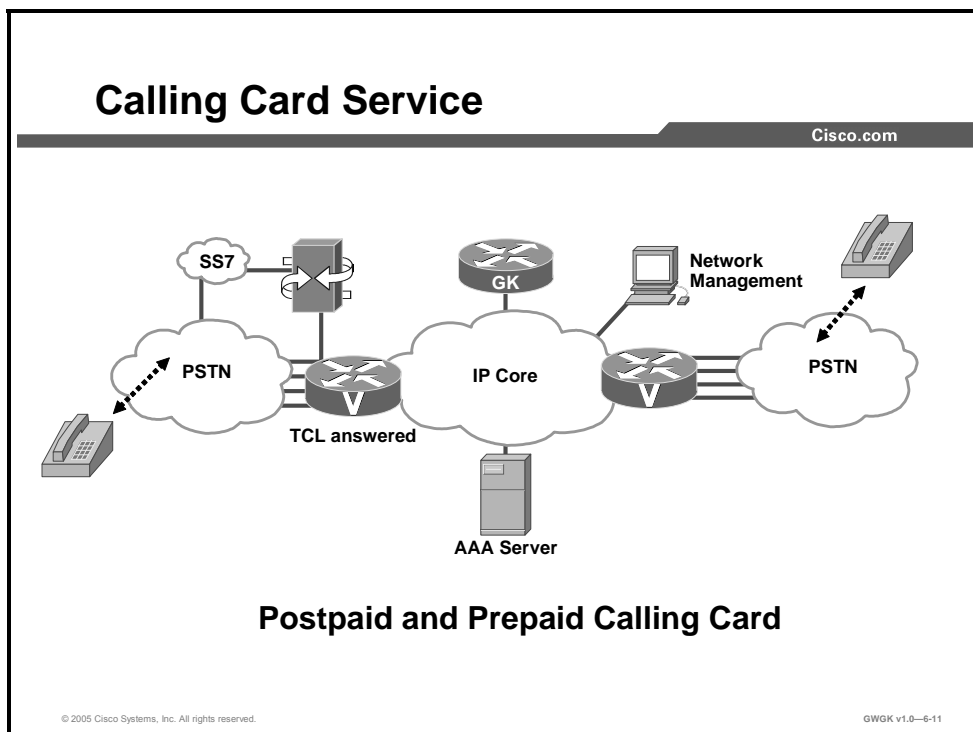 Calling Card Service
Cisco.com
SS7
GK
Network
Management
PSTN
IP Core
PSTN
V
V
TCL answered
AAA Server
Postpaid and Prepaid Calling Card
© 2005 Cisco Systems, Inc. All rights reserved.
GWGK v1.0—6-11